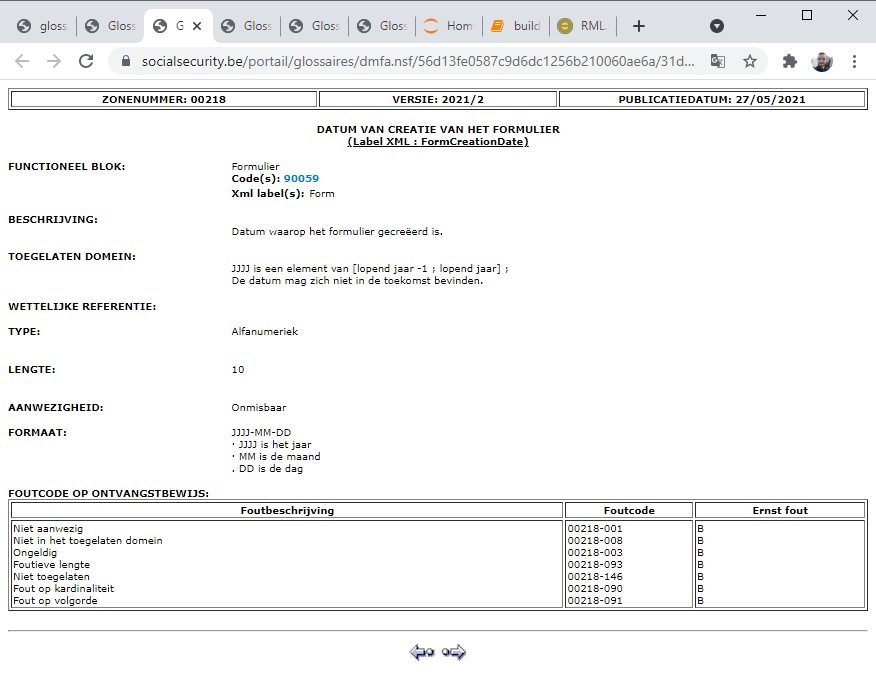 gloss
Gloss
G
Gloss
Gloss
Gloss
Hom
build
RML
socialsecurity.be/portail/glossaires/dmfa.nsf/56d13fe0587c9d6dc1256b210060ae6a/31d...
ZONENUMMER: 00218 VERSIE: 2021/2 PUBLICATIEDATUM: 27/05/2021
DATUM VAN CREATIE VAN HET FORMULIER
(Label XML : FormCreationDate)
FUNCTIONEEL BLOK: Formulier
Code(s): 90059
Xml label(s): Form
BESCHRIJVING:
Datum waarop het formulier gecreëerd is.
TOEGELATEN DOMEIN:
JJJJ is een element van [lopend jaar -1 ; lopend jaar] ;
De datum mag zich niet in de toekomst bevinden.
WETTELIJKE REFERENTIE:
TYPE: Alfanumeriek
LENGTE: 10
AANWEZIGHEID: Onmisbaar
FORMAAT: JJJJ-MM-DD
· JJJJ is het jaar
· MM is de maand
. DD is de dag
FOUTCODE OP ONTVANGSTBEWIJS:
Foutbeschrijving Foutcode Ernst fout
Niet aanwezig 00218-001 B
Niet in het toegelaten domein 00218-008 B
Ongeldig 00218-003 B
Foutieve lengte 00218-093 B
Niet toegelaten 00218-146 B
Fout op kardinaliteit 00218-090 B
Fout op volgorde 00218-091 B